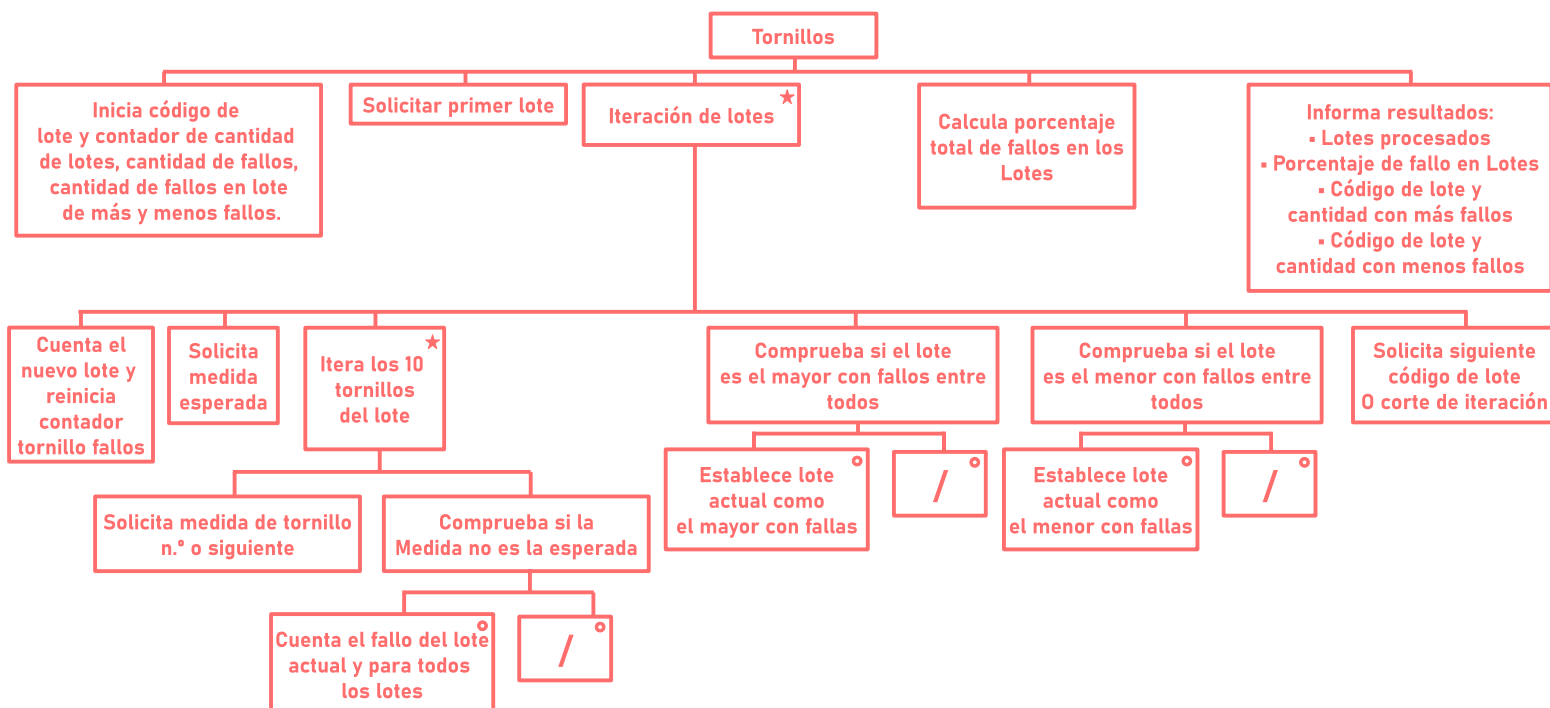 Tornillos
Inicia código de
lote y contador de cantidad
de lotes, cantidad de fallos,
cantidad de fallos en lote
de más y menos fallos.
Solicitar primer lote
Iteración de lotes
Calcula porcentaje
total de fallos en los
Lotes
Informa resultados:
▪ Lotes procesados
▪ Porcentaje de fallo en Lotes
▪ Código de lote y
cantidad con más fallos
▪ Código de lote y
cantidad con menos fallos
Cuenta el
nuevo lote y
reinicia
contador
tornillo fallos
Solicita
medida
esperada
Itera los 10
tornillos
del lote
Comprueba si el lote
es el mayor con fallos entre
todos
Comprueba si el lote
es el menor con fallos entre
todos
Solicita siguiente
código de lote
O corte de iteración
Solicita medida de tornillo
n.º o siguiente
Comprueba si la
Medida no es la esperada
Establece lote
actual como
el mayor con fallas
/
Establece lote
actual como
el menor con fallas
/
Cuenta el fallo del lote
actual y para todos
los lotes
/